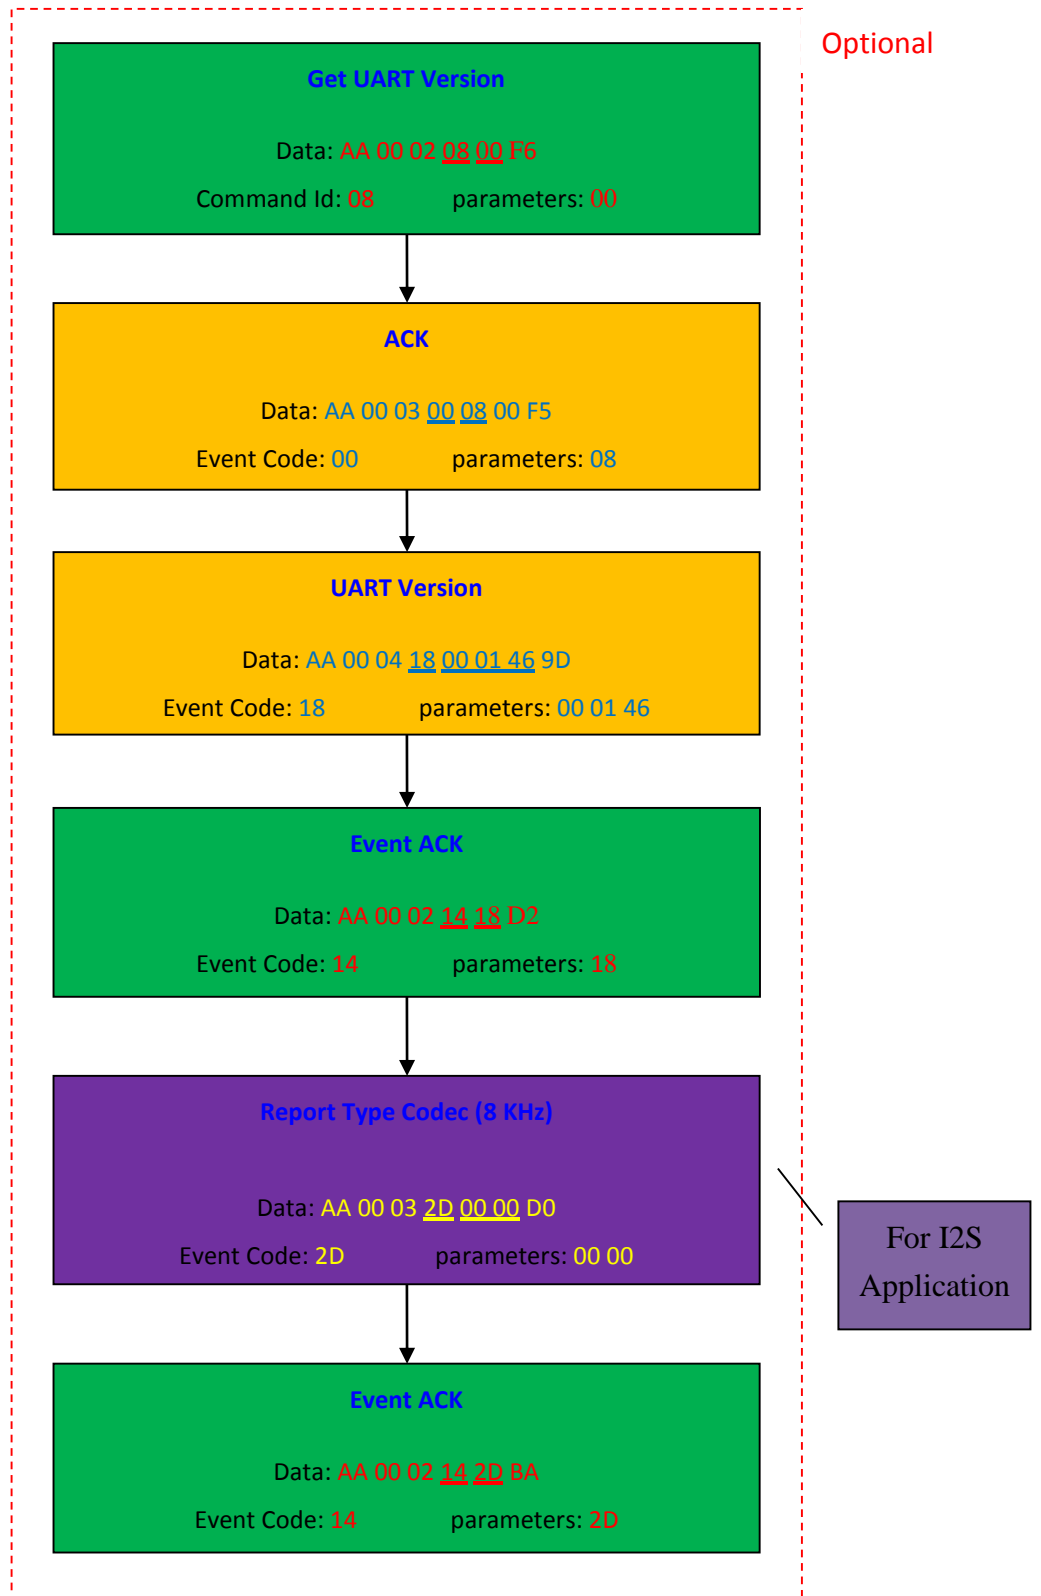 Optional
Get UART Version
Data: AA 00 02 08 00 F6
Command Id: 08 parameters: 00
ACK
Data: AA 00 03 00 08 00 F5
Event Code: 00 parameters: 08
UART Version
Data: AA 00 04 18 00 01 46 9D
Event Code: 18 parameters: 00 01 46
Event ACK
Data: AA 00 02 14 18 D2
Event Code: 14 parameters: 18
Report Type Codec (8 KHz)
Data: AA 00 03 2D 00 00 D0
Event Code: 2D parameters: 00 00
For I2S
Application
Event ACK
Data: AA 00 02 14 2D BA
Event Code: 14 parameters: 2D